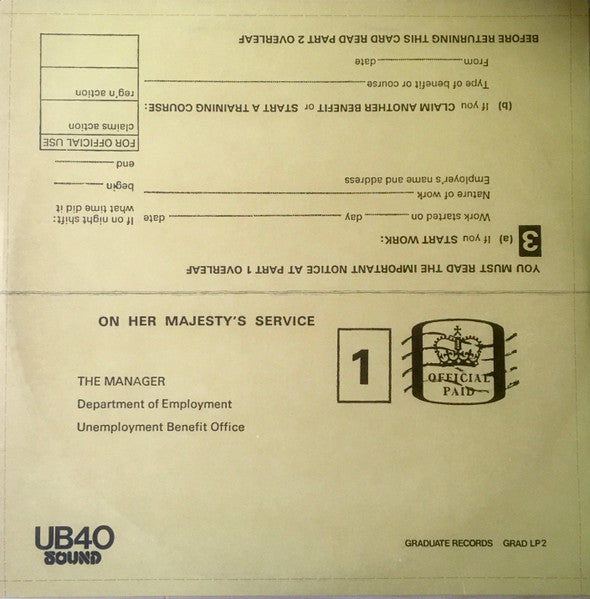 YOU MUST READ THE IMPORTANT NOTICE AT PART 1 OVERLEAF
3 (a) If you START WORK:
Work started on day date
Nature of work
Employer's name and address
If on night shift:
what time did it
begin
end
FOR OFFICIAL USE
claims action
reg'n action
(b) If you CLAIM ANOTHER BENEFIT or START A TRAINING COURSE:
Type of benefit or course
From date
BEFORE RETURNING THIS CARD READ PART 2 OVERLEAF
ON HER MAJESTY'S SERVICE
1
OFFICIAL
PAID
THE MANAGER
Department of Employment
Unemployment Benefit Office
UB40
SOUND
GRADUATE RECORDS GRAD LP 2